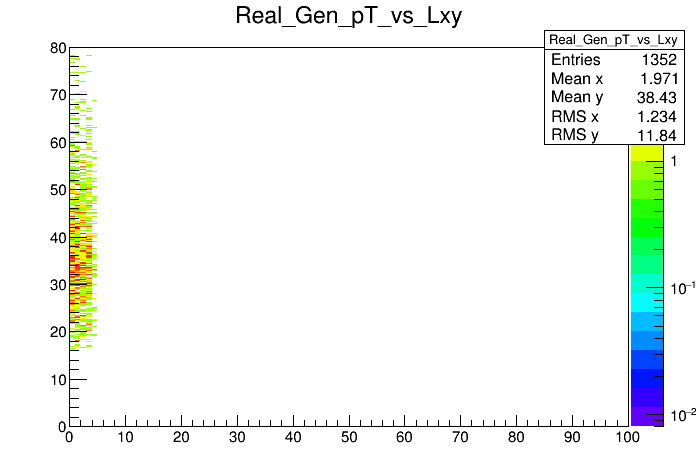 Real_Gen_pT_vs_Lxy
Real_Gen_pT_vs_Lxy
Entries 1352
Mean x 1.971
Mean y 38.43
RMS x 1.234
RMS y 11.84
80
70
60
50
40
30
20
10
0
0 10 20 30 40 50 60 70 80 90 100
1
10⁻¹
10⁻²